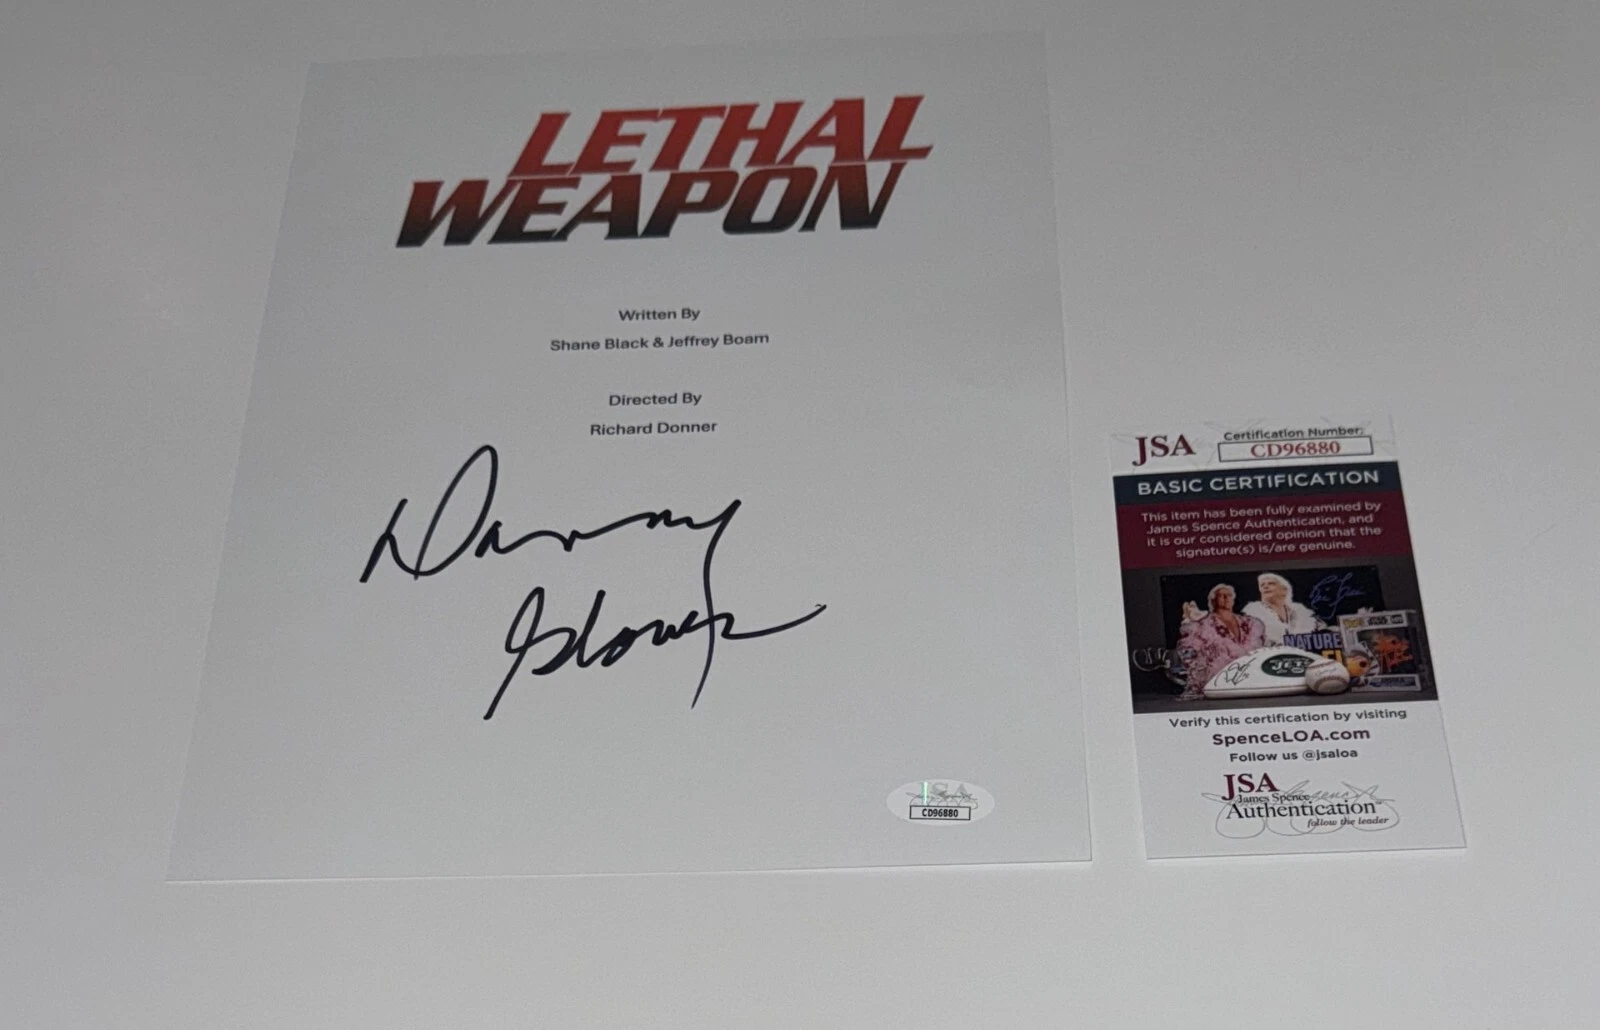 LETHAL
WEAPON
Written By
Shane Black & Jeffrey Boam
Directed By
Richard Donner
Danny
Glover
JSA
CD96880
JSA
Certification Number:
CD96880
BASIC CERTIFICATION
This item has been fully examined by
James Spence Authentication, and
it is our considered opinion that the
signature(s) is/are genuine.
NATURE
JETS
Verify this certification by visiting
SpenceLOA.com
Follow us @jsaloa
JSA
James Spence
Authentication
follow the leader